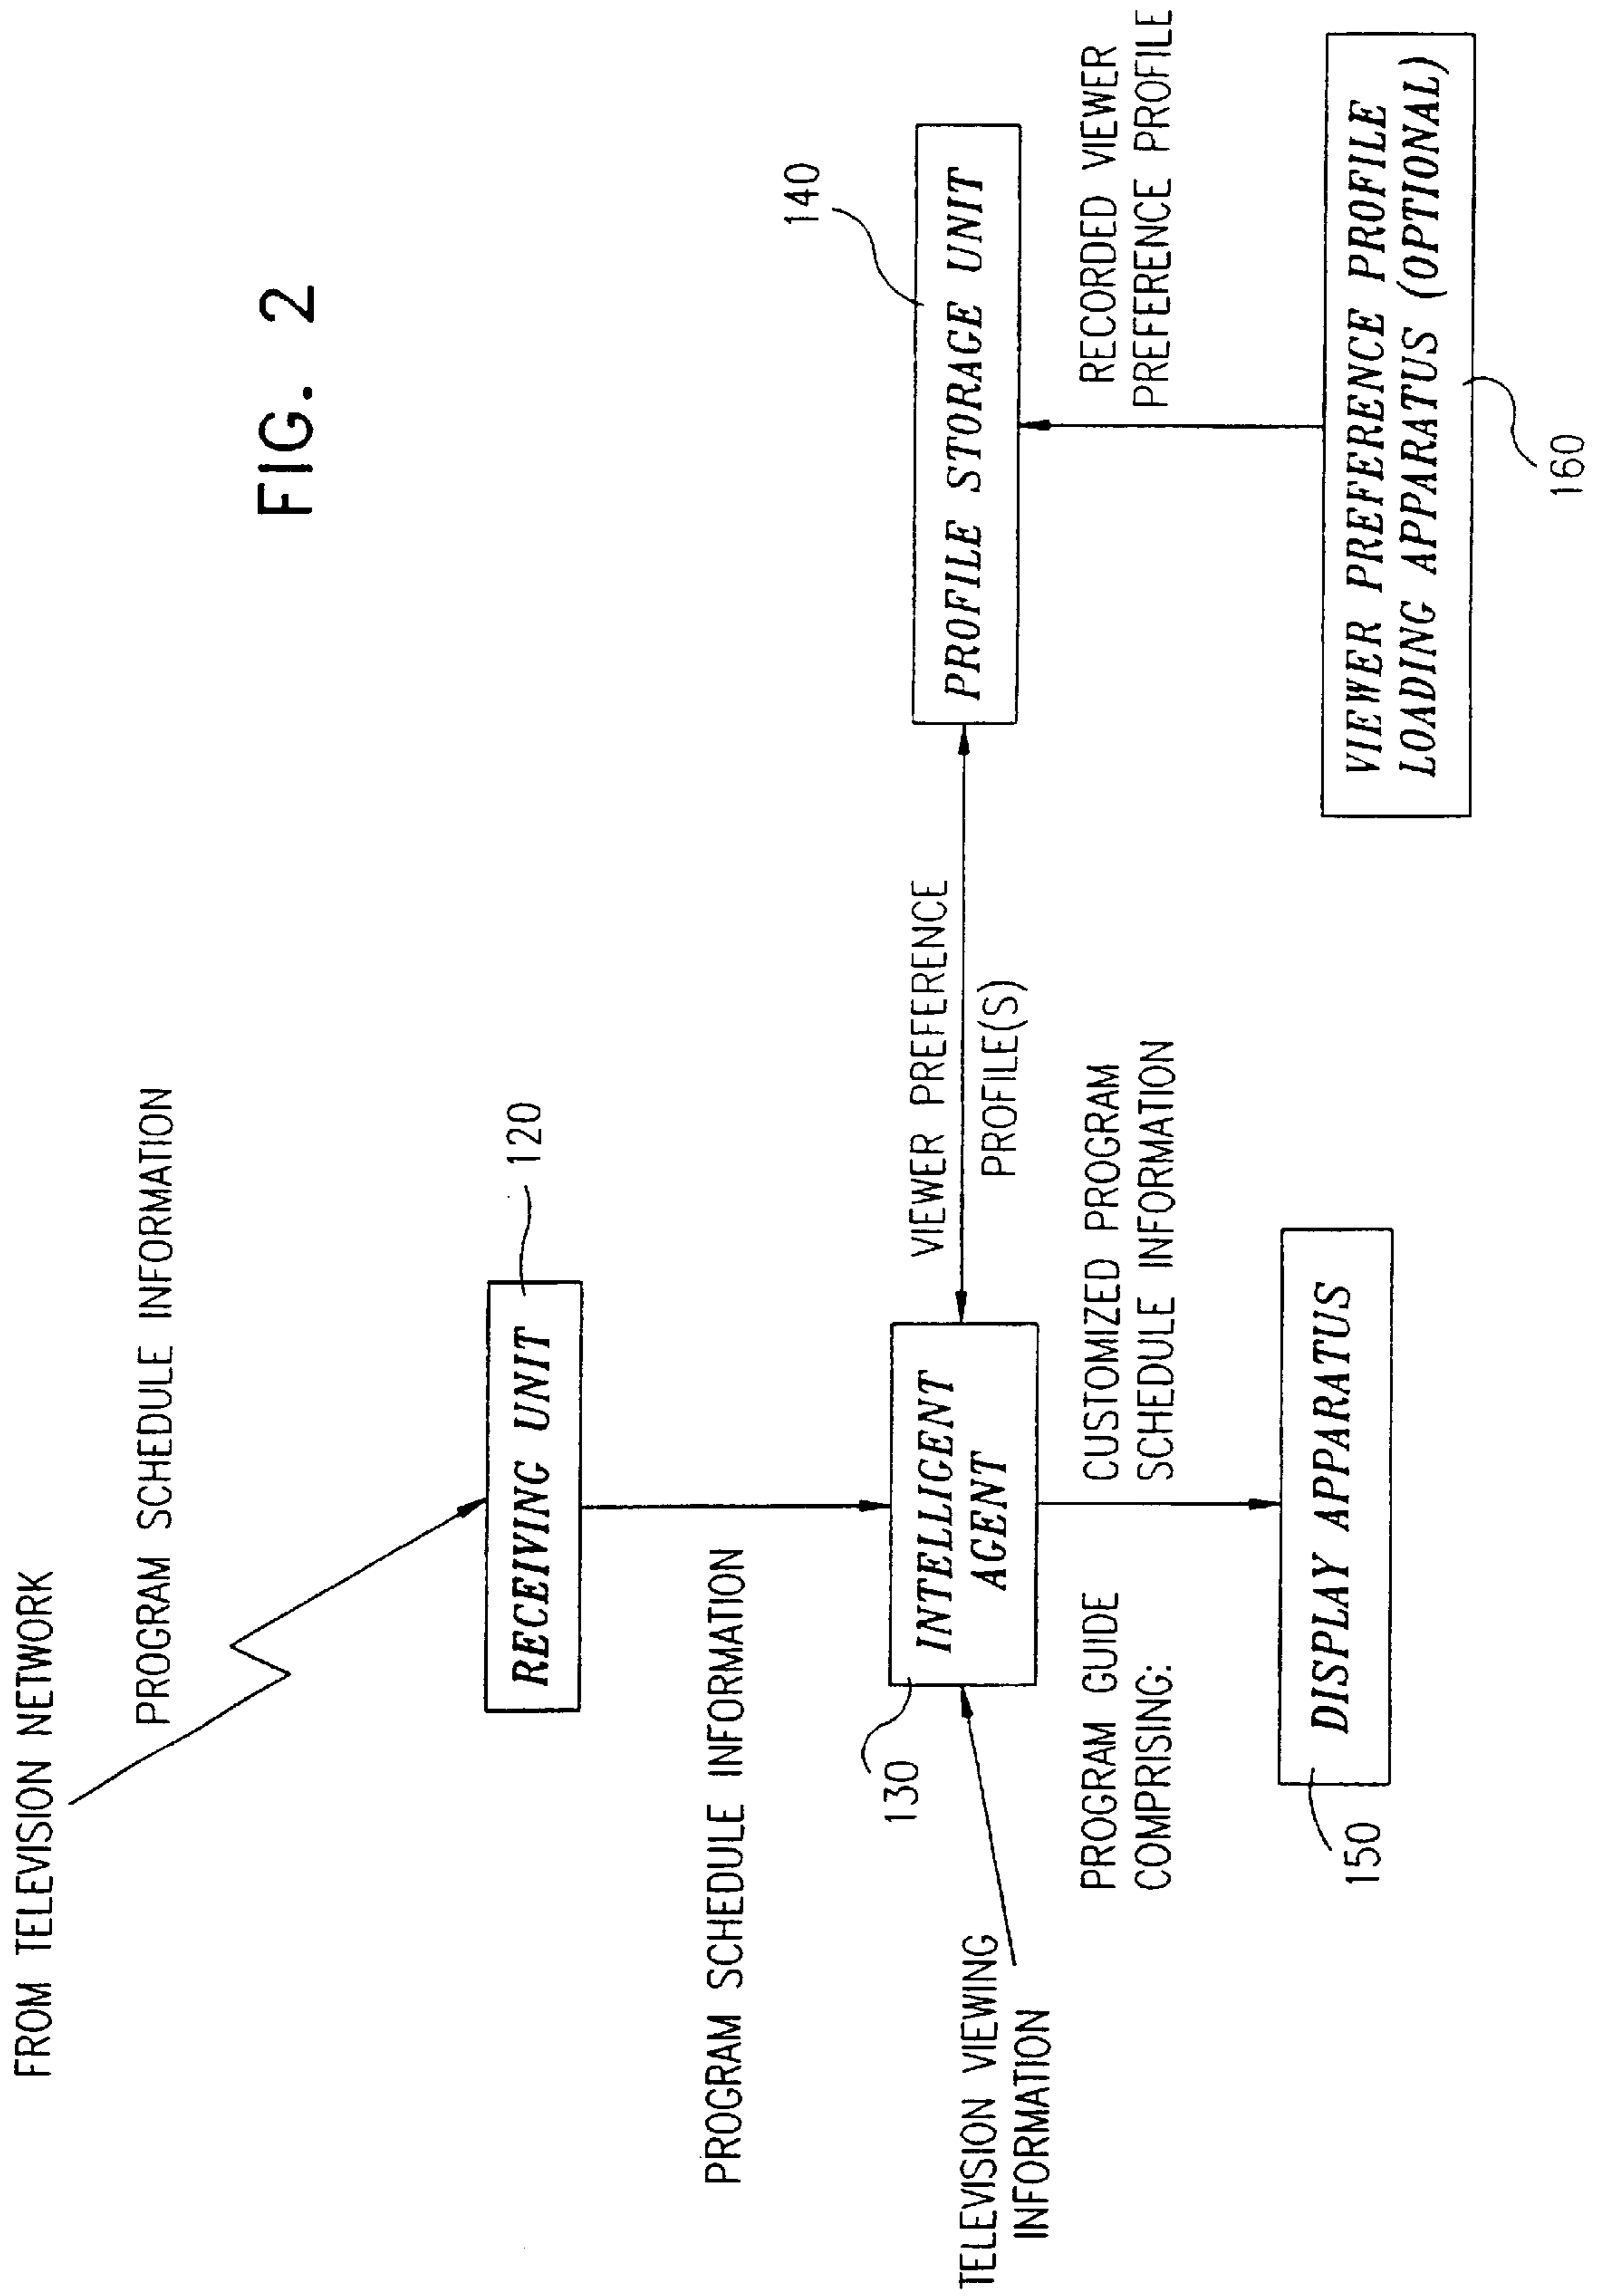 FIG. 2
FROM TELEVISION NETWORK
PROGRAM SCHEDULE INFORMATION
RECEIVING UNIT
120
PROGRAM SCHEDULE INFORMATION
130
INTELLIGENT
AGENT
TELEVISION VIEWING
INFORMATION
VIEWER PREFERENCE
PROFILE(S)
140
PROFILE STORAGE UNIT
PROGRAM GUIDE
COMPRISING:
CUSTOMIZED PROGRAM
SCHEDULE INFORMATION
RECORDED VIEWER
PREFERENCE PROFILE
150
DISPLAY APPARATUS
VIEWER PREFERENCE PROFILE
LOADING APPARATUS (OPTIONAL)
160